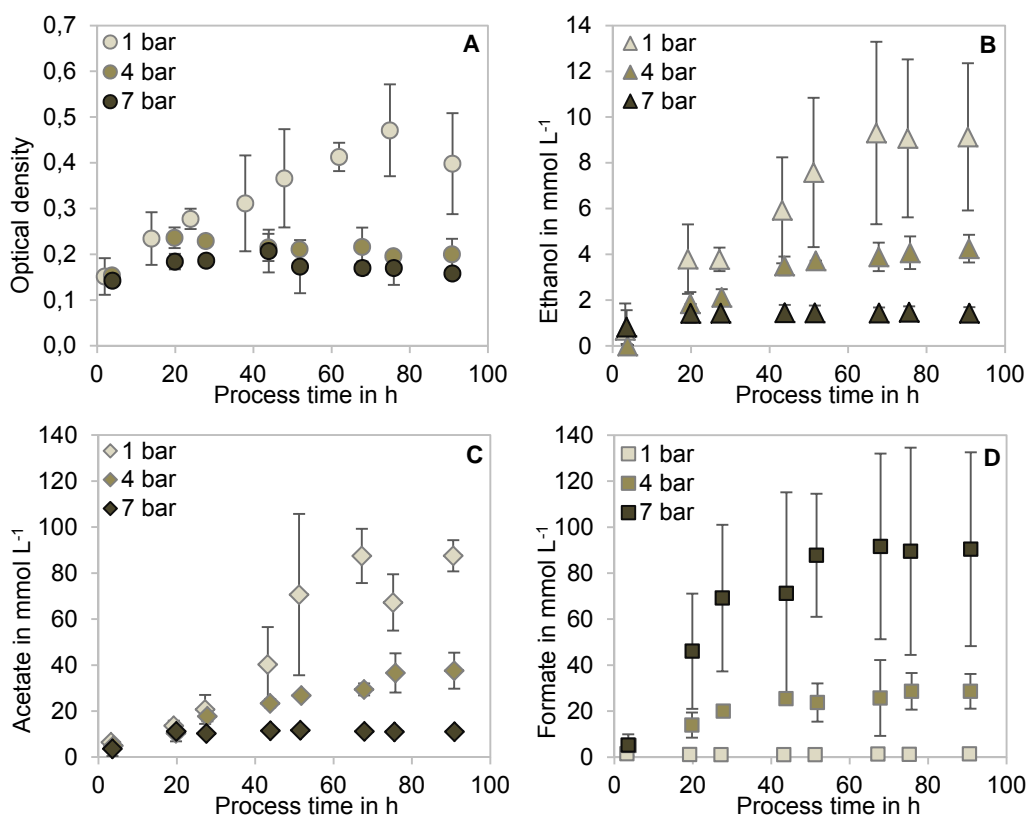 A
1 bar
4 bar
7 bar
Optical density
0,7
0,6
0,5
0,4
0,3
0,2
0,1
0,0
0 20 40 60 80 100
Process time in h
B
1 bar
4 bar
7 bar
Ethanol in mmol L-1
14
12
10
8
6
4
2
0
0 20 40 60 80 100
Process time in h
C
1 bar
4 bar
7 bar
Acetate in mmol L-1
140
120
100
80
60
40
20
0
0 20 40 60 80 100
Process time in h
D
1 bar
4 bar
7 bar
Formate in mmol L-1
140
120
100
80
60
40
20
0
0 20 40 60 80 100
Process time in h